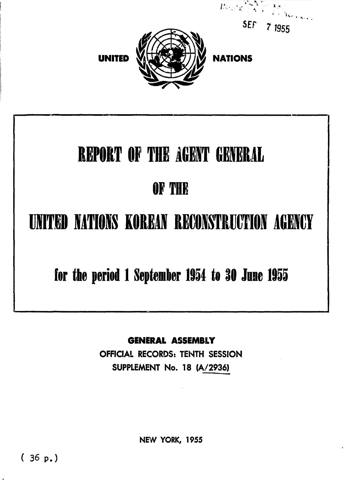 SEP 7 1955
UNITED NATIONS
REPORT OF THE AGENT GENERAL
OF THE
UNITED NATIONS KOREAN RECONSTRUCTION AGENCY
for the period 1 September 1954 to 30 June 1955
GENERAL ASSEMBLY
OFFICIAL RECORDS: TENTH SESSION
SUPPLEMENT No. 18 (A/2936)
NEW YORK, 1955
( 36 p.)